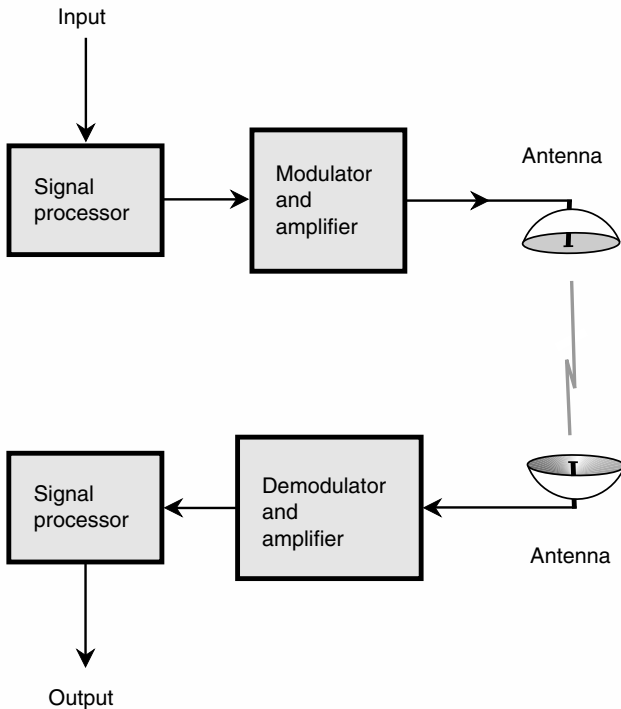 Input
Signal
processor
Modulator
and
amplifier
Antenna
Signal
processor
Demodulator
and
amplifier
Antenna
Output